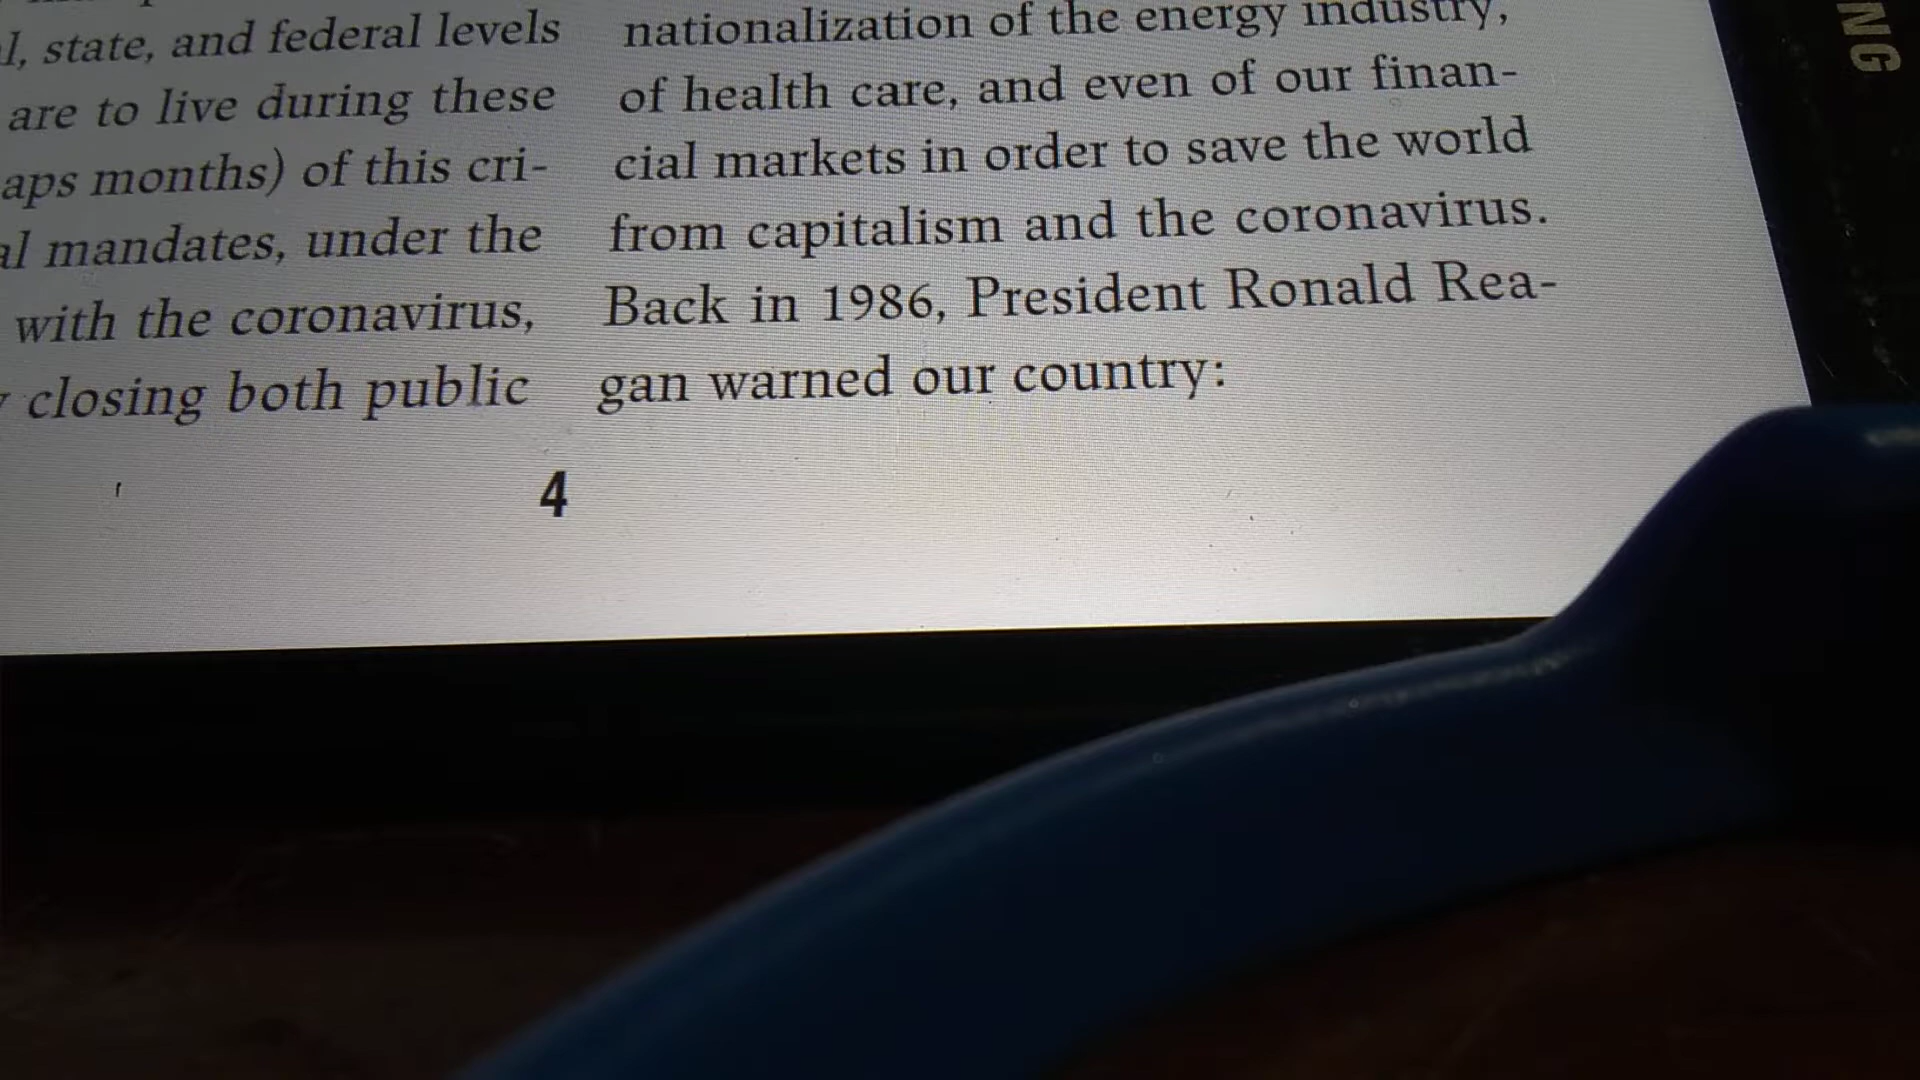 l, state, and federal levels
are to live during these
aps months) of this cri-
al mandates, under the
with the coronavirus,
closing both public
nationalization of the energy industry,
of health care, and even of our finan-
cial markets in order to save the world
from capitalism and the coronavirus.
Back in 1986, President Ronald Rea-
gan warned our country:
4
NG